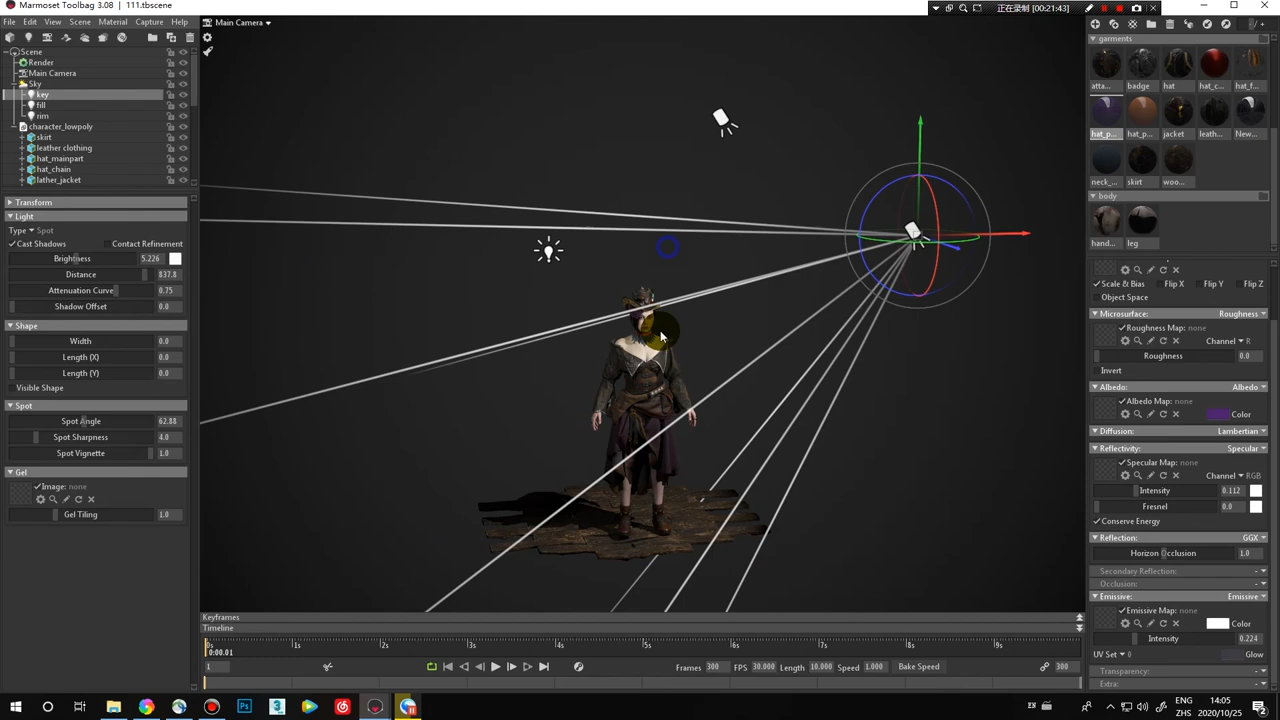 Marmoset Toolbag 3.08 | 111.tbscene
正在录制 [00:21:43]
File Edit View Scene Material Capture Help
Main Camera
Scene
Render
Main Camera
Sky
key
fill
rim
character_lowpoly
skirt
leather clothing
hat_mainpart
hat_chain
lather_jacket
Transform
Light
Type Spot
Cast Shadows Contact Refinement
Brightness 5.226
Distance 837.8
Attenuation Curve 0.75
Shadow Offset 0.0
Shape
Width 0.0
Length (X) 0.0
Length (Y) 0.0
Visible Shape
Spot
Spot Angle 62.88
Spot Sharpness 4.0
Spot Vignette 1.0
Gel
Image: none
Gel Tiling 1.0
garments
atta... badge hat hat_c... hat_f...
hat_p... hat_p... jacket leath... New...
neck_... skirt woo...
body
hand... leg
Scale & Bias Flip X Flip Y Flip Z
Object Space
Microsurface: Roughness
Roughness Map: none
Channel R
Roughness 0.0
Invert
Albedo: Albedo
Albedo Map: none
Color
Diffusion: Lambertian
Reflectivity: Specular
Specular Map: none
Channel RGB
Intensity 0.112
Fresnel 0.0
Conserve Energy
Reflection: GGX
Horizon Occlusion 1.0
Secondary Reflection: -
Occlusion: -
Emissive: Emissive
Emissive Map: none
Color
Intensity 0.224
UV Set 0 Glow
Transparency: -
Extra: -
Keyframes
Timeline
0s 1s 2s 3s 4s 5s 6s 7s 8s 9s
0:00.01
1 Frames 300 FPS 30.000 Length 10.000 Speed 1.000 Bake Speed 300
ENG
ZHS
14:05
2020/10/25